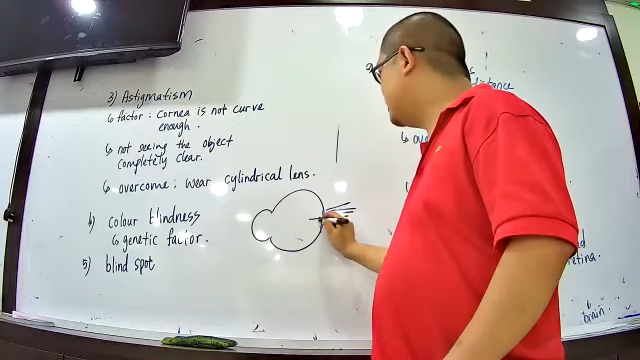 3) Astigmatism
↳ factor : Cornea is not curve
enough .
↳ not seeing the object
completely clear.
↳ overcome : wear cylindrical lens.
4) colour blindness
↳ genetic factor.
5) blind spot
distance
retina.
brain.